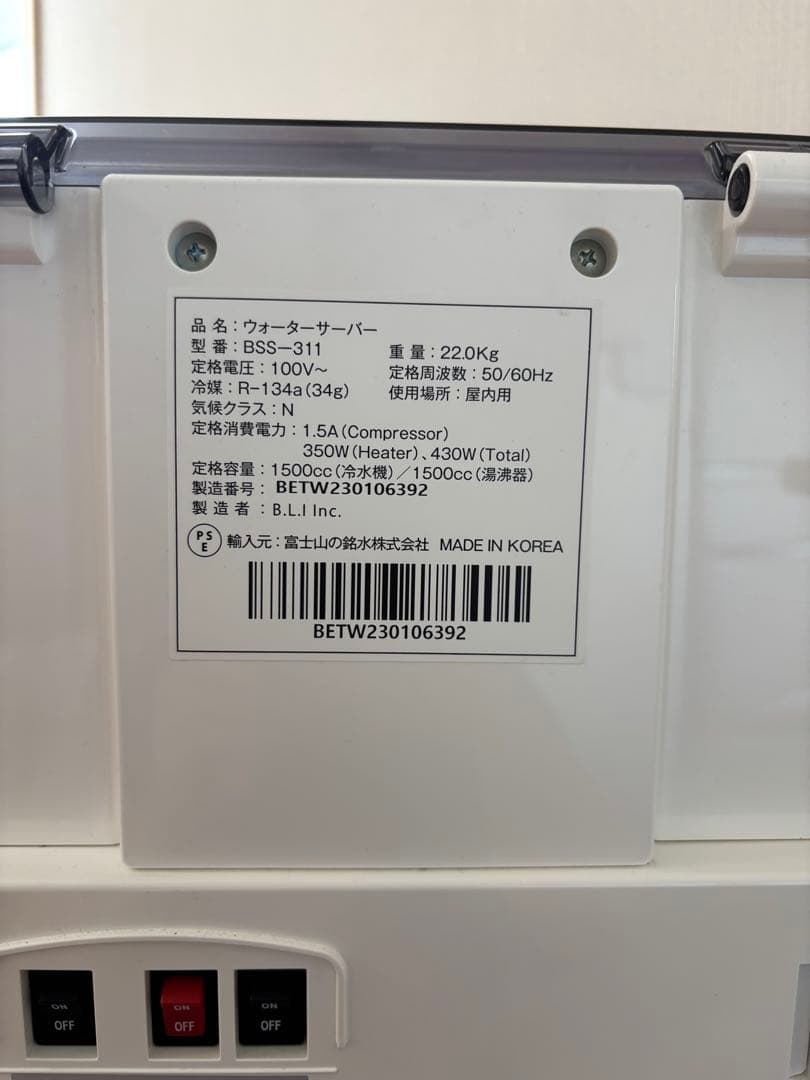 品 名：ウォーターサーバー
型 番：BSS−311
重 量：22.0Kg
定格電圧：100V〜
定格周波数：50/60Hz
冷媒：R−134a(34g)
使用場所：屋内用
気候クラス：N
定格消費電力：1.5A(Compressor)
350W(Heater)、430W(Total)
定格容量：1500cc(冷水機)／1500cc(湯沸器)
製造番号：BETW230106392
製 造 者：B.L.I Inc.
PSE 輸入元：富士山の銘水株式会社 MADE IN KOREA
BETW230106392
ON ON ON
OFF OFF OFF